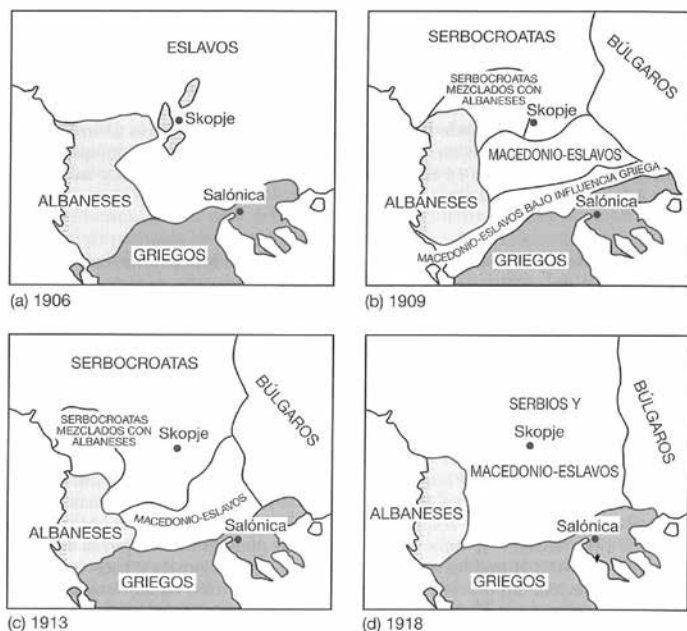 ESLAVOS
Skopje
ALBANESES
Salónica
GRIEGOS
(a) 1906
SERBOCROATAS
BÚLGAROS
SERBOCROATAS
MEZCLADOS CON
ALBANESES
Skopje
MACEDONIO-ESLAVOS
ALBANESES
MACEDONIO-ESLAVOS BAJO INFLUENCIA GRIEGA
Salónica
GRIEGOS
(b) 1909
SERBOCROATAS
BÚLGAROS
SERBOCROATAS
MEZCLADOS CON
ALBANESES
Skopje
MACEDONIO-ESLAVOS
ALBANESES
Salónica
GRIEGOS
(c) 1913
SERBIOS Y
BÚLGAROS
Skopje
MACEDONIO-ESLAVOS
ALBANESES
Salónica
GRIEGOS
(d) 1918